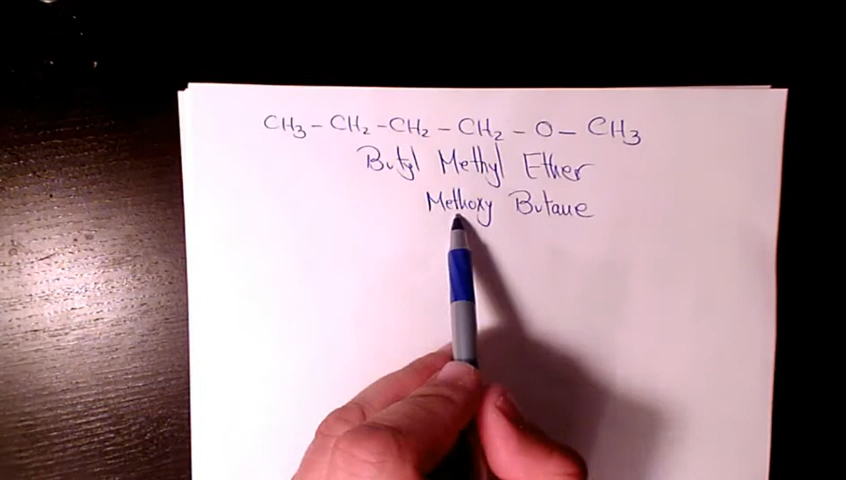 CH₃ – CH₂ – CH₂ – CH₂ – O – CH₃
Butyl Methyl Ether
Methoxy Butane